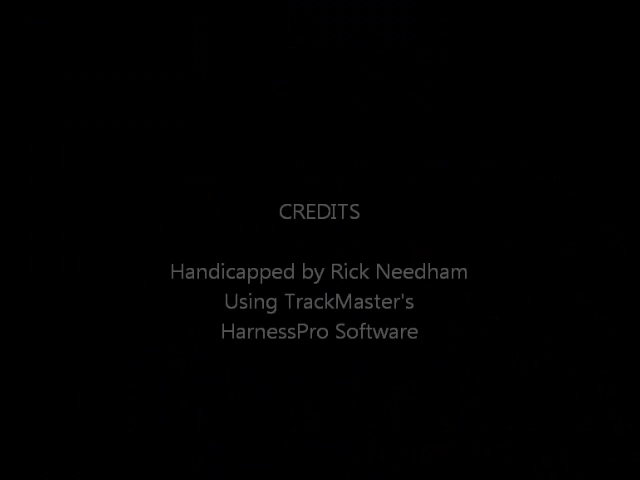 CREDITS
Handicapped by Rick Needham
Using TrackMaster's
HarnessPro Software